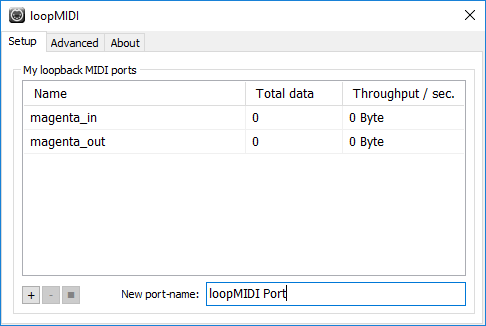 loopMIDI
Setup Advanced About
My loopback MIDI ports
Name Total data Throughput / sec.
magenta_in 0 0 Byte
magenta_out 0 0 Byte
+ - New port-name: loopMIDI Port